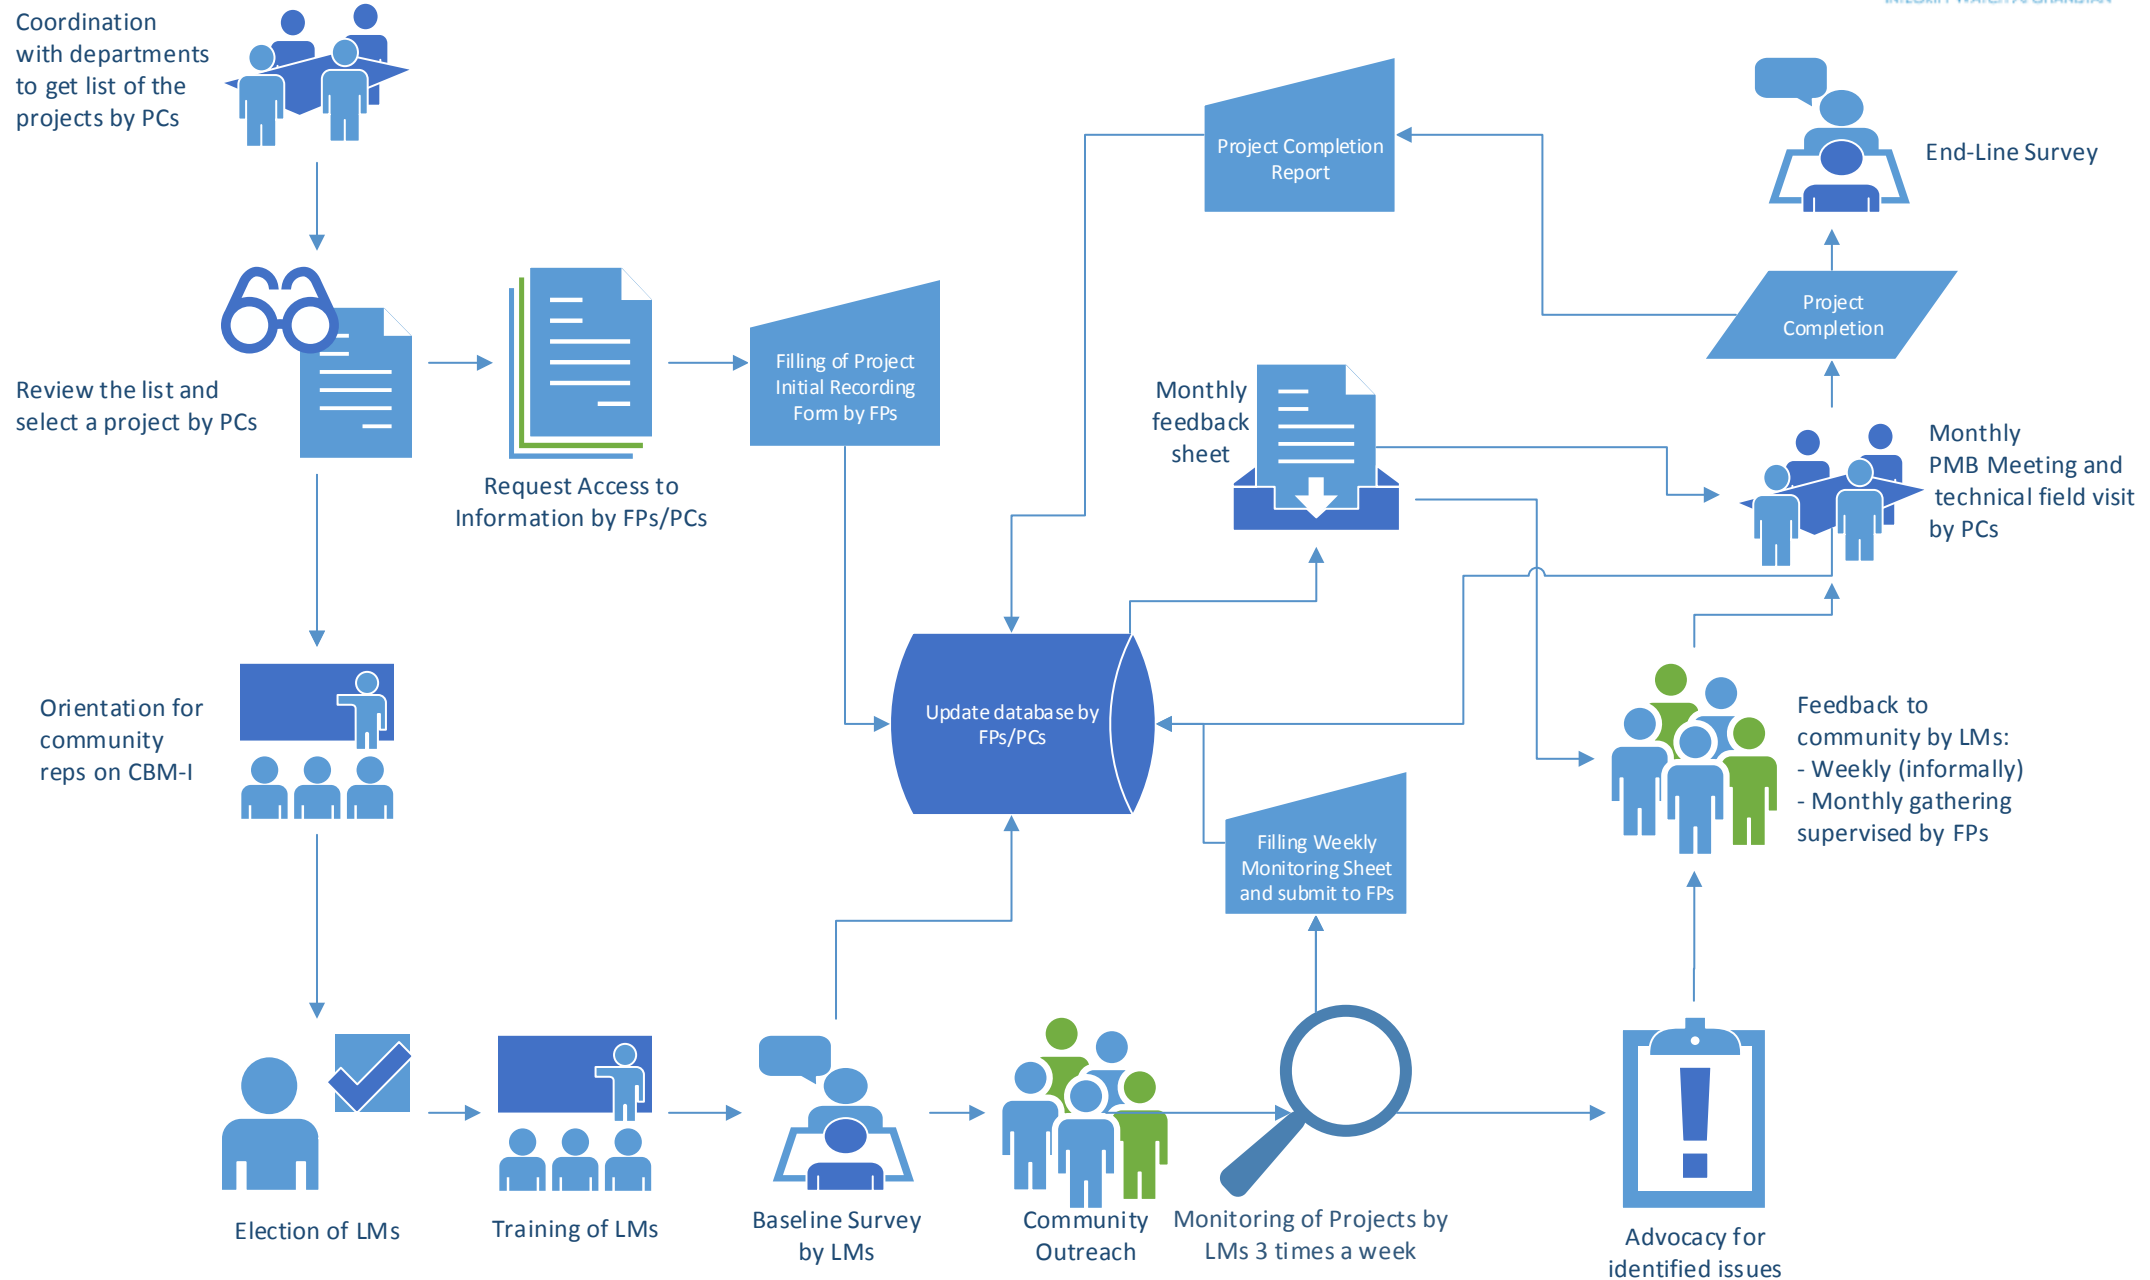 INTEGRITY WATCH AFGHANISTAN
Coordination
with departments
to get list of the
projects by PCs
Project Completion
Report
End-Line Survey
Project
Completion
Review the list and
select a project by PCs
Request Access to
Information by FPs/PCs
Filling of Project
Initial Recording
Form by FPs
Monthly
feedback
sheet
Monthly
PMB Meeting and
technical field visit
by PCs
Orientation for
community
reps on CBM-I
Update database by
FPs/PCs
Feedback to
community by LMs:
- Weekly (informally)
- Monthly gathering
supervised by FPs
Filling Weekly
Monitoring Sheet
and submit to FPs
Election of LMs
Training of LMs
Baseline Survey
by LMs
Community
Outreach
Monitoring of Projects by
LMs 3 times a week
Advocacy for
identified issues